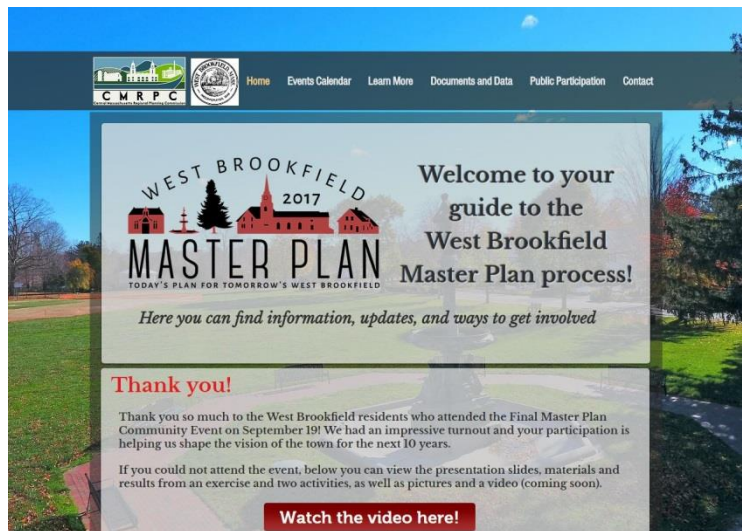 CMRPC
Central Massachusetts Regional Planning Commission
Home Events Calendar Learn More Documents and Data Public Participation Contact
WEST BROOKFIELD
2017
MASTER PLAN
TODAY'S PLAN FOR TOMORROW'S WEST BROOKFIELD
Welcome to your
guide to the
West Brookfield
Master Plan process!
Here you can find information, updates, and ways to get involved
Thank you!
Thank you so much to the West Brookfield residents who attended the Final Master Plan
Community Event on September 19! We had an impressive turnout and your participation is
helping us shape the vision of the town for the next 10 years.
If you could not attend the event, below you can view the presentation slides, materials and
results from an exercise and two activities, as well as pictures and a video (coming soon).
Watch the video here!